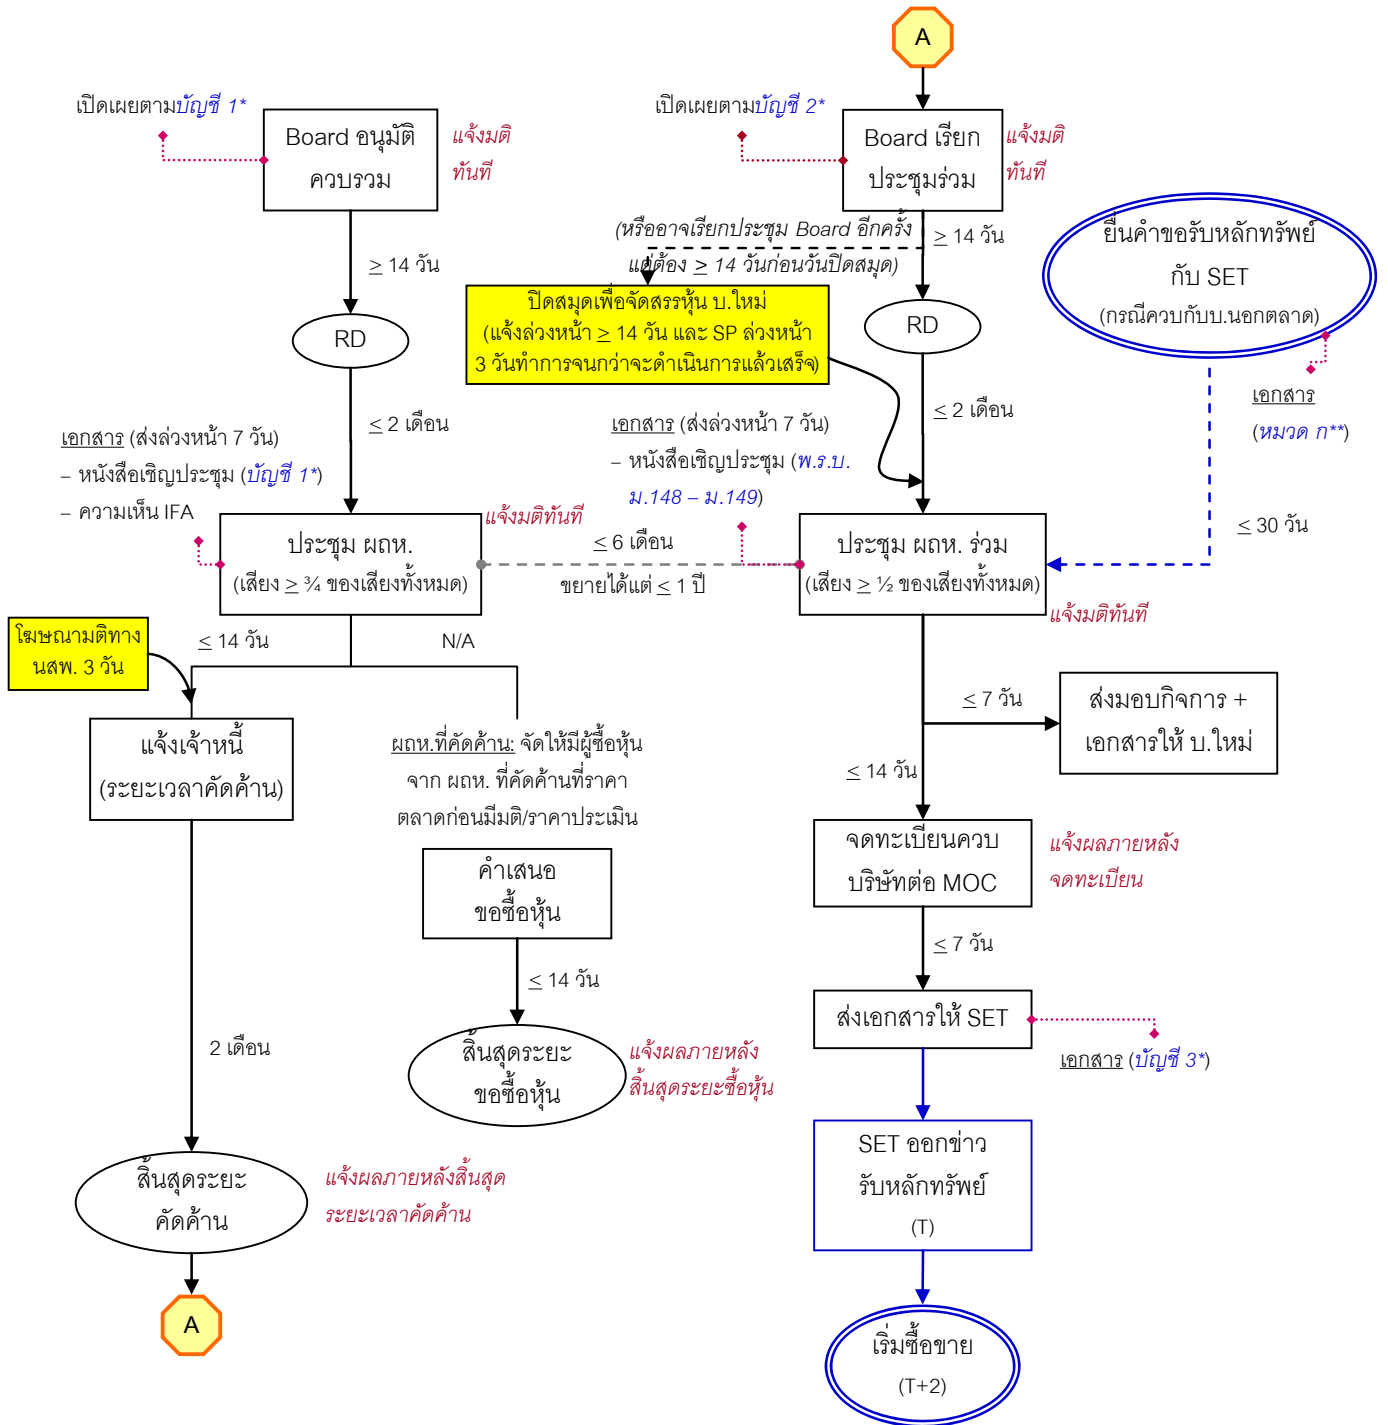 A
เปิดเผยตามบัญชี 1*
Board อนุมัติ
ควบรวม
แจ้งมติ
ทันที
เปิดเผยตามบัญชี 2*
Board เรียก
ประชุมร่วม
แจ้งมติ
ทันที
≥ 14 วัน
(หรืออาจเรียกประชุม Board อีกครั้ง
แต่ต้อง ≥ 14 วันก่อนวันปิดสมุด)
≥ 14 วัน
ยื่นคำขอรับหลักทรัพย์
กับ SET
(กรณีควบกับบ.นอกตลาด)
RD
ปิดสมุดเพื่อจัดสรรหุ้น บ.ใหม่
(แจ้งล่วงหน้า ≥ 14 วัน และ SP ล่วงหน้า
3 วันทำการจนกว่าจะดำเนินการแล้วเสร็จ)
RD
≤ 2 เดือน
≤ 2 เดือน
เอกสาร
(หมวด ก**)
เอกสาร (ส่งล่วงหน้า 7 วัน)
– หนังสือเชิญประชุม (บัญชี 1*)
– ความเห็น IFA
เอกสาร (ส่งล่วงหน้า 7 วัน)
– หนังสือเชิญประชุม (พ.ร.บ.
ม.148 – ม.149)
ประชุม ผถห.
(เสียง ≥ ¾ ของเสียงทั้งหมด)
แจ้งมติทันที
≤ 6 เดือน
ขยายได้แต่ ≤ 1 ปี
ประชุม ผถห. ร่วม
(เสียง ≥ ½ ของเสียงทั้งหมด)
≤ 30 วัน
แจ้งมติทันที
โฆษณามติทาง
นสพ. 3 วัน
≤ 14 วัน
N/A
แจ้งเจ้าหนี้
(ระยะเวลาคัดค้าน)
ผถห.ที่คัดค้าน: จัดให้มีผู้ซื้อหุ้น
จาก ผถห. ที่คัดค้านที่ราคา
ตลาดก่อนมีมติ/ราคาประเมิน
≤ 7 วัน
ส่งมอบกิจการ +
เอกสารให้ บ.ใหม่
≤ 14 วัน
คำเสนอ
ขอซื้อหุ้น
จดทะเบียนควบ
บริษัทต่อ MOC
แจ้งผลภายหลัง
จดทะเบียน
≤ 14 วัน
≤ 7 วัน
2 เดือน
สิ้นสุดระยะ
ขอซื้อหุ้น
แจ้งผลภายหลัง
สิ้นสุดระยะซื้อหุ้น
ส่งเอกสารให้ SET
เอกสาร (บัญชี 3*)
สิ้นสุดระยะ
คัดค้าน
แจ้งผลภายหลังสิ้นสุด
ระยะเวลาคัดค้าน
SET ออกข่าว
รับหลักทรัพย์
(T)
A
เริ่มซื้อขาย
(T+2)